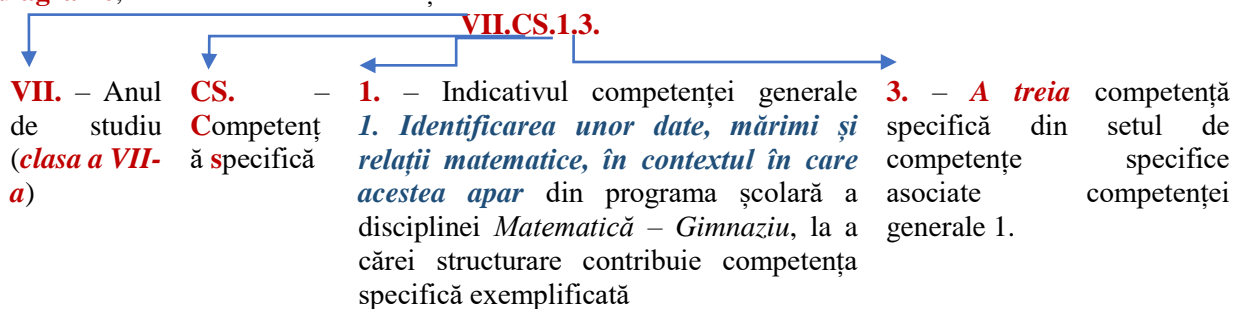 VII.CS.1.3.
VII. – Anul
de studiu
(clasa a VII-
a)
CS. –
Competenț
ă specifică
1. – Indicativul competenței generale
1. Identificarea unor date, mărimi și
relații matematice, în contextul în care
acestea apar din programa școlară a
disciplinei Matematică – Gimnaziu, la a
cărei structurare contribuie competența
specifică exemplificată
3. – A treia competență
specifică din setul de
competențe specifice
asociate competenței
generale 1.